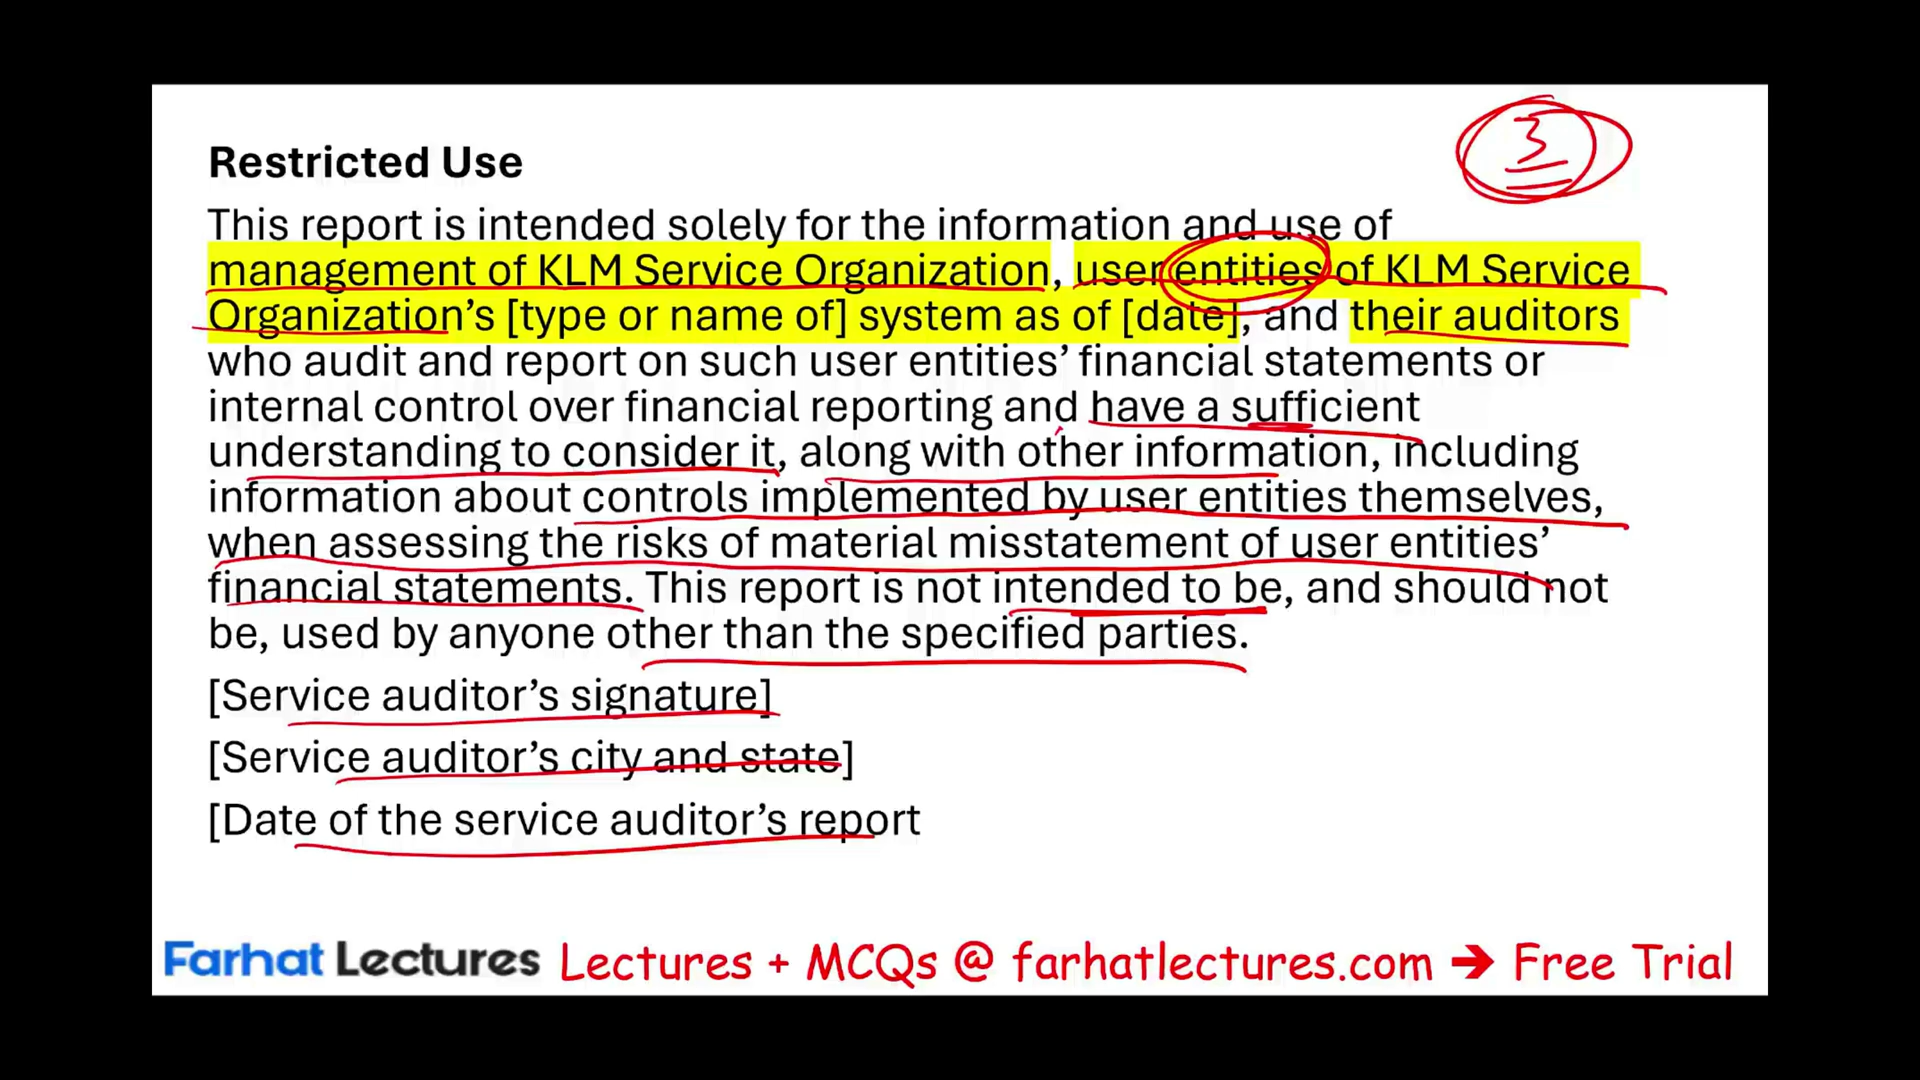 3
Restricted Use
This report is intended solely for the information and use of
management of KLM Service Organization, user entities of KLM Service
Organization’s [type or name of] system as of [date], and their auditors
who audit and report on such user entities’ financial statements or
internal control over financial reporting and have a sufficient
understanding to consider it, along with other information, including
information about controls implemented by user entities themselves,
when assessing the risks of material misstatement of user entities’
financial statements. This report is not intended to be, and should not
be, used by anyone other than the specified parties.
[Service auditor’s signature]
[Service auditor’s city and state]
[Date of the service auditor’s report
Farhat Lectures Lectures + MCQs @ farhatlectures.com → Free Trial